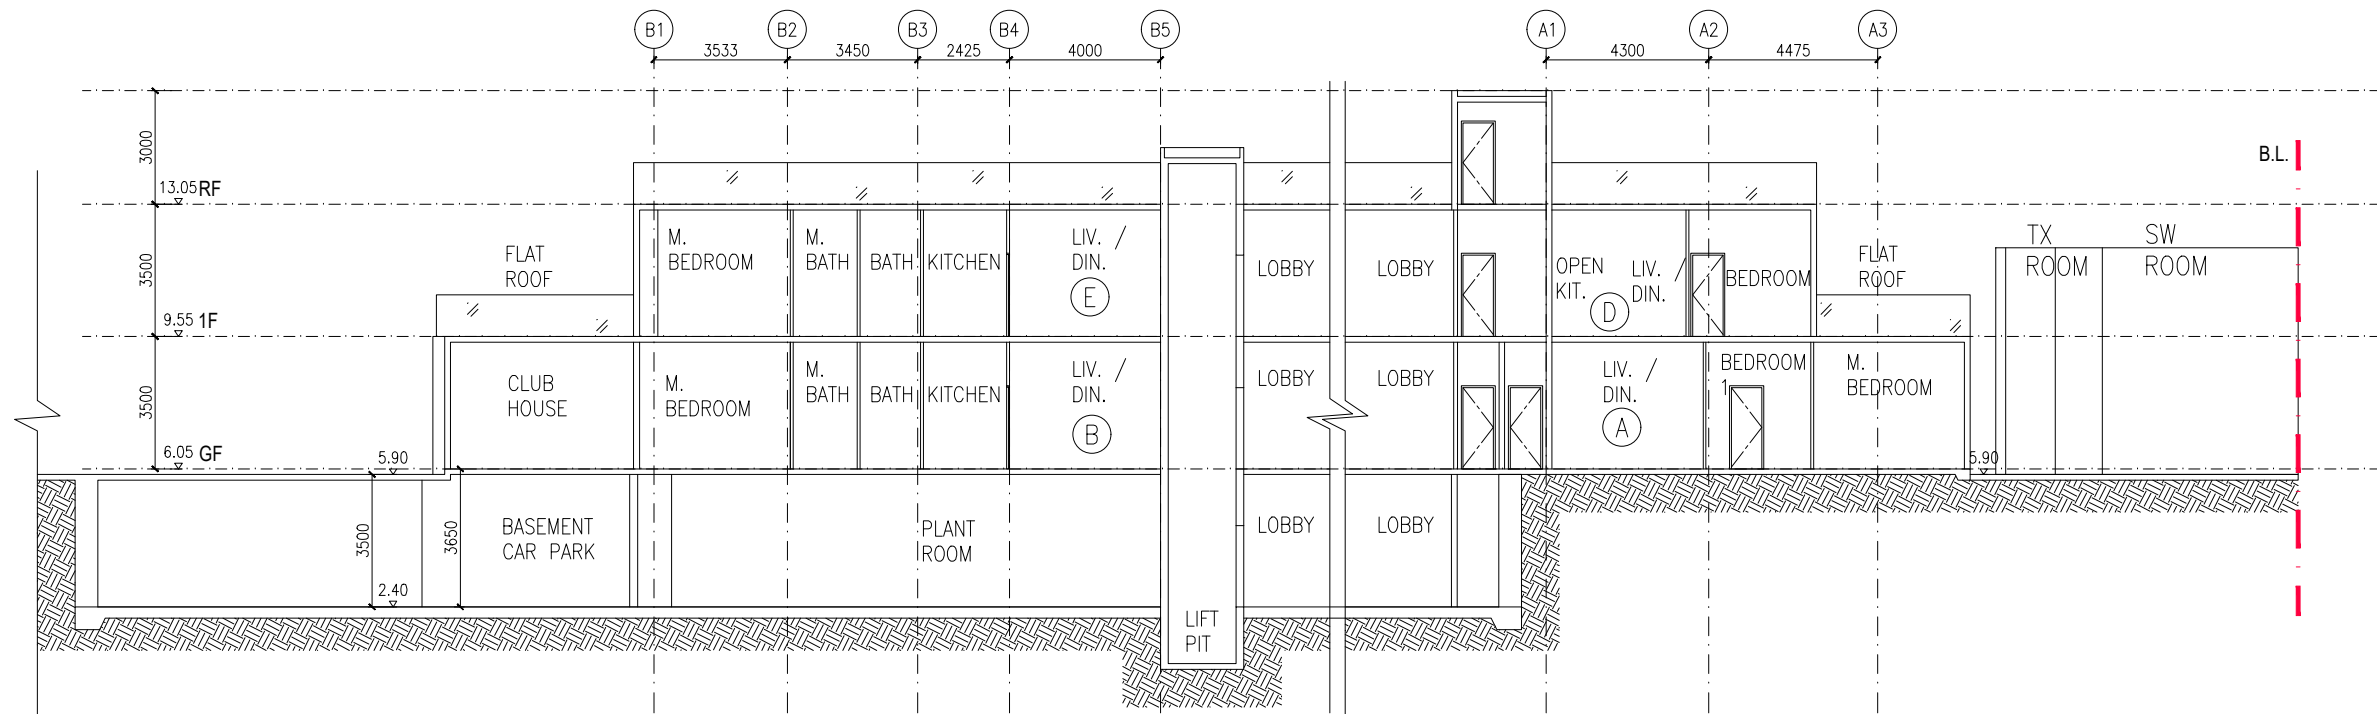 B1 B2 B3 B4 B5 A1 A2 A3
3533 3450 2425 4000 4300 4475
3000
B.L.
13.05 RF
3500
FLAT
ROOF
M.
BEDROOM
M.
BATH
BATH
KITCHEN
LIV. /
DIN.
E
LOBBY
LOBBY
OPEN
KIT.
LIV. /
DIN.
D
BEDROOM
FLAT
ROOF
TX
ROOM
SW
ROOM
9.55 1F
3500
CLUB
HOUSE
M.
BEDROOM
M.
BATH
BATH
KITCHEN
LIV. /
DIN.
B
LOBBY
LOBBY
LIV. /
DIN.
A
BEDROOM
1
M.
BEDROOM
6.05 GF
5.90
5.90
3500
3650
BASEMENT
CAR PARK
PLANT
ROOM
LOBBY
LOBBY
2.40
LIFT
PIT